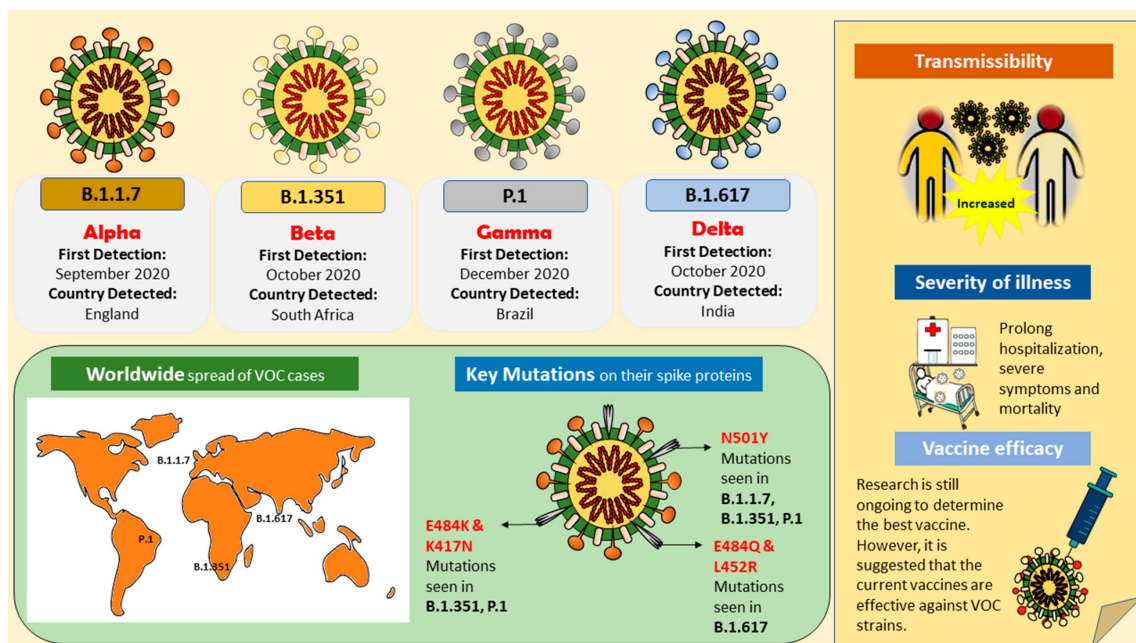 B.1.1.7
Alpha
First Detection:
September 2020
Country Detected:
England
B.1.351
Beta
First Detection:
October 2020
Country Detected:
South Africa
P.1
Gamma
First Detection:
December 2020
Country Detected:
Brazil
B.1.617
Delta
First Detection:
October 2020
Country Detected:
India
Worldwide spread of VOC cases
B.1.1.7
B.1.617
P.1
B.1.351
Key Mutations on their spike proteins
N501Y
Mutations
seen in
B.1.1.7,
B.1.351, P.1
E484K &
K417N
Mutations
seen in
B.1.351, P.1
E484Q &
L452R
Mutations
seen in
B.1.617
Transmissibility
Increased
Severity of illness
Prolong
hospitalization,
severe
symptoms and
mortality
Vaccine efficacy
Research is still
ongoing to determine
the best vaccine.
However, it is
suggested that the
current vaccines are
effective against VOC
strains.